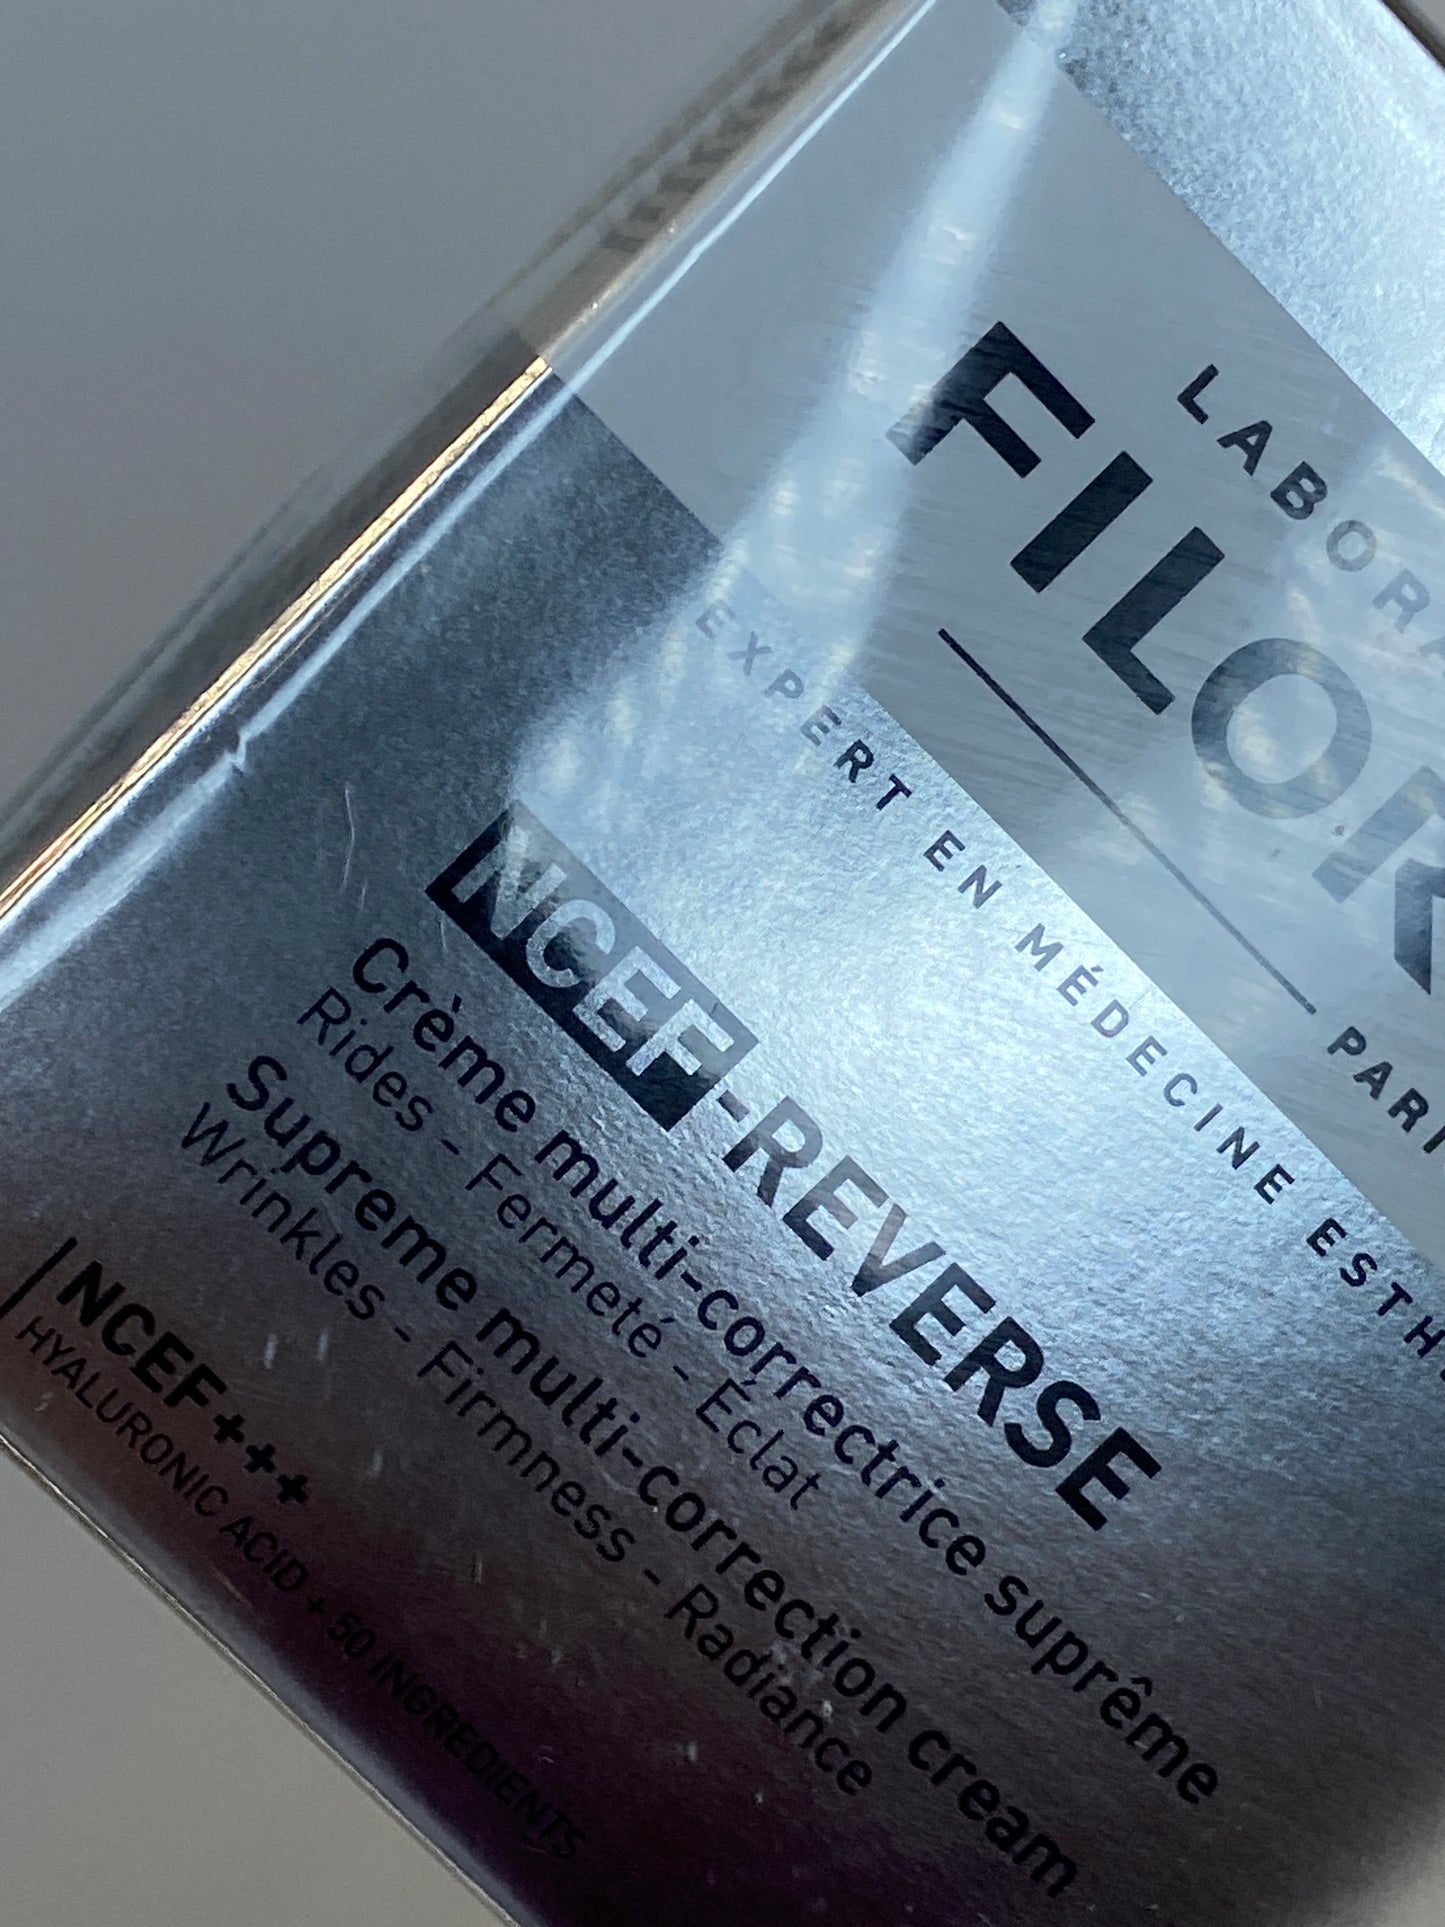 LABORA
FILOR
PARI
EXPERT EN MÉDECINE ESTH
NCEF-REVERSE
Crème multi-correctrice suprême
Rides - Fermeté - Éclat
Supreme multi-correction cream
Wrinkles - Firmness - Radiance
NCEF+++
HYALURONIC ACID + 50 INGREDIENTS